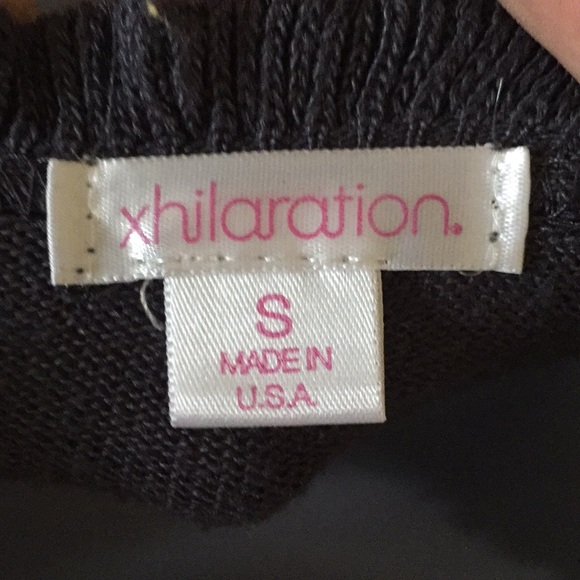 xhilaration.
S
MADE IN
U.S.A.